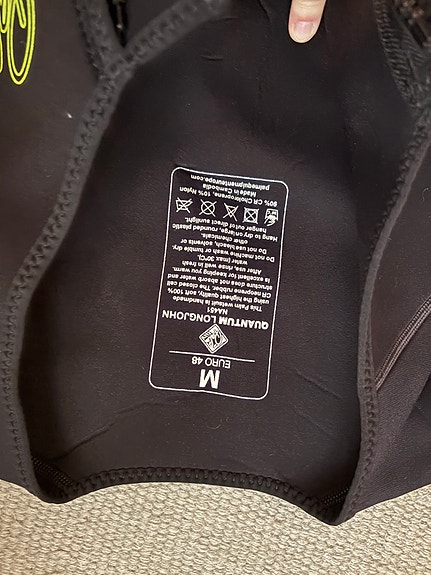 M
EURO 48
QUANTUM LONGJOHN
NA451
This Palm wetsuit is handmade
using the highest quality, soft 100%
CR neoprene rubber. The closed cell
structure does not absorb water and
is excellent for keeping you warm.
After use, rinse well in fresh
water (max 30ºC).
Do not machine wash or tumble dry.
Do not use bleach, solvents or
other chemicals.
Hang to dry on large, rounded plastic
hanger out of direct sunlight.
90% CR Chloroprene, 10% Nylon
Made in Cambodia
palmequipmenteurope.com